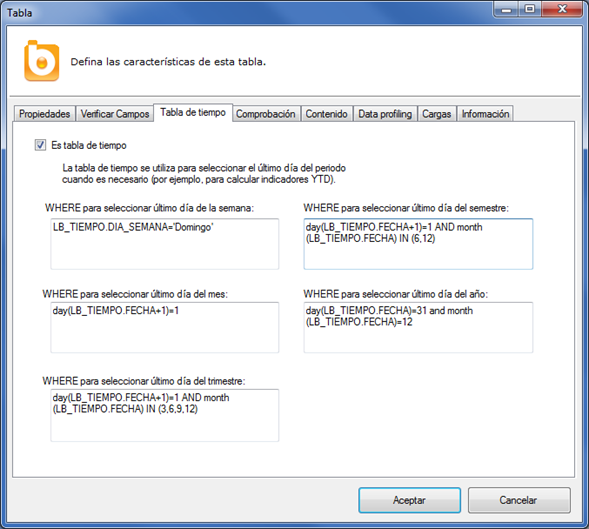 Tabla
Defina las características de esta tabla.
Propiedades
Verificar Campos
Tabla de tiempo
Comprobación
Contenido
Data profiling
Cargas
Información
Es tabla de tiempo
La tabla de tiempo se utiliza para seleccionar el último día del periodo
cuando es necesario (por ejemplo, para calcular indicadores YTD).
WHERE para seleccionar último día de la semana:
LB_TIEMPO.DIA_SEMANA='Domingo'
WHERE para seleccionar último día del semestre:
day(LB_TIEMPO.FECHA+1)=1 AND month
(LB_TIEMPO.FECHA) IN (6,12)
WHERE para seleccionar último día del mes:
day(LB_TIEMPO.FECHA+1)=1
WHERE para seleccionar último día del año:
day(LB_TIEMPO.FECHA)=31 and month
(LB_TIEMPO.FECHA)=12
WHERE para seleccionar último día del trimestre:
day(LB_TIEMPO.FECHA+1)=1 AND month
(LB_TIEMPO.FECHA) IN (3,6,9,12)
Aceptar
Cancelar